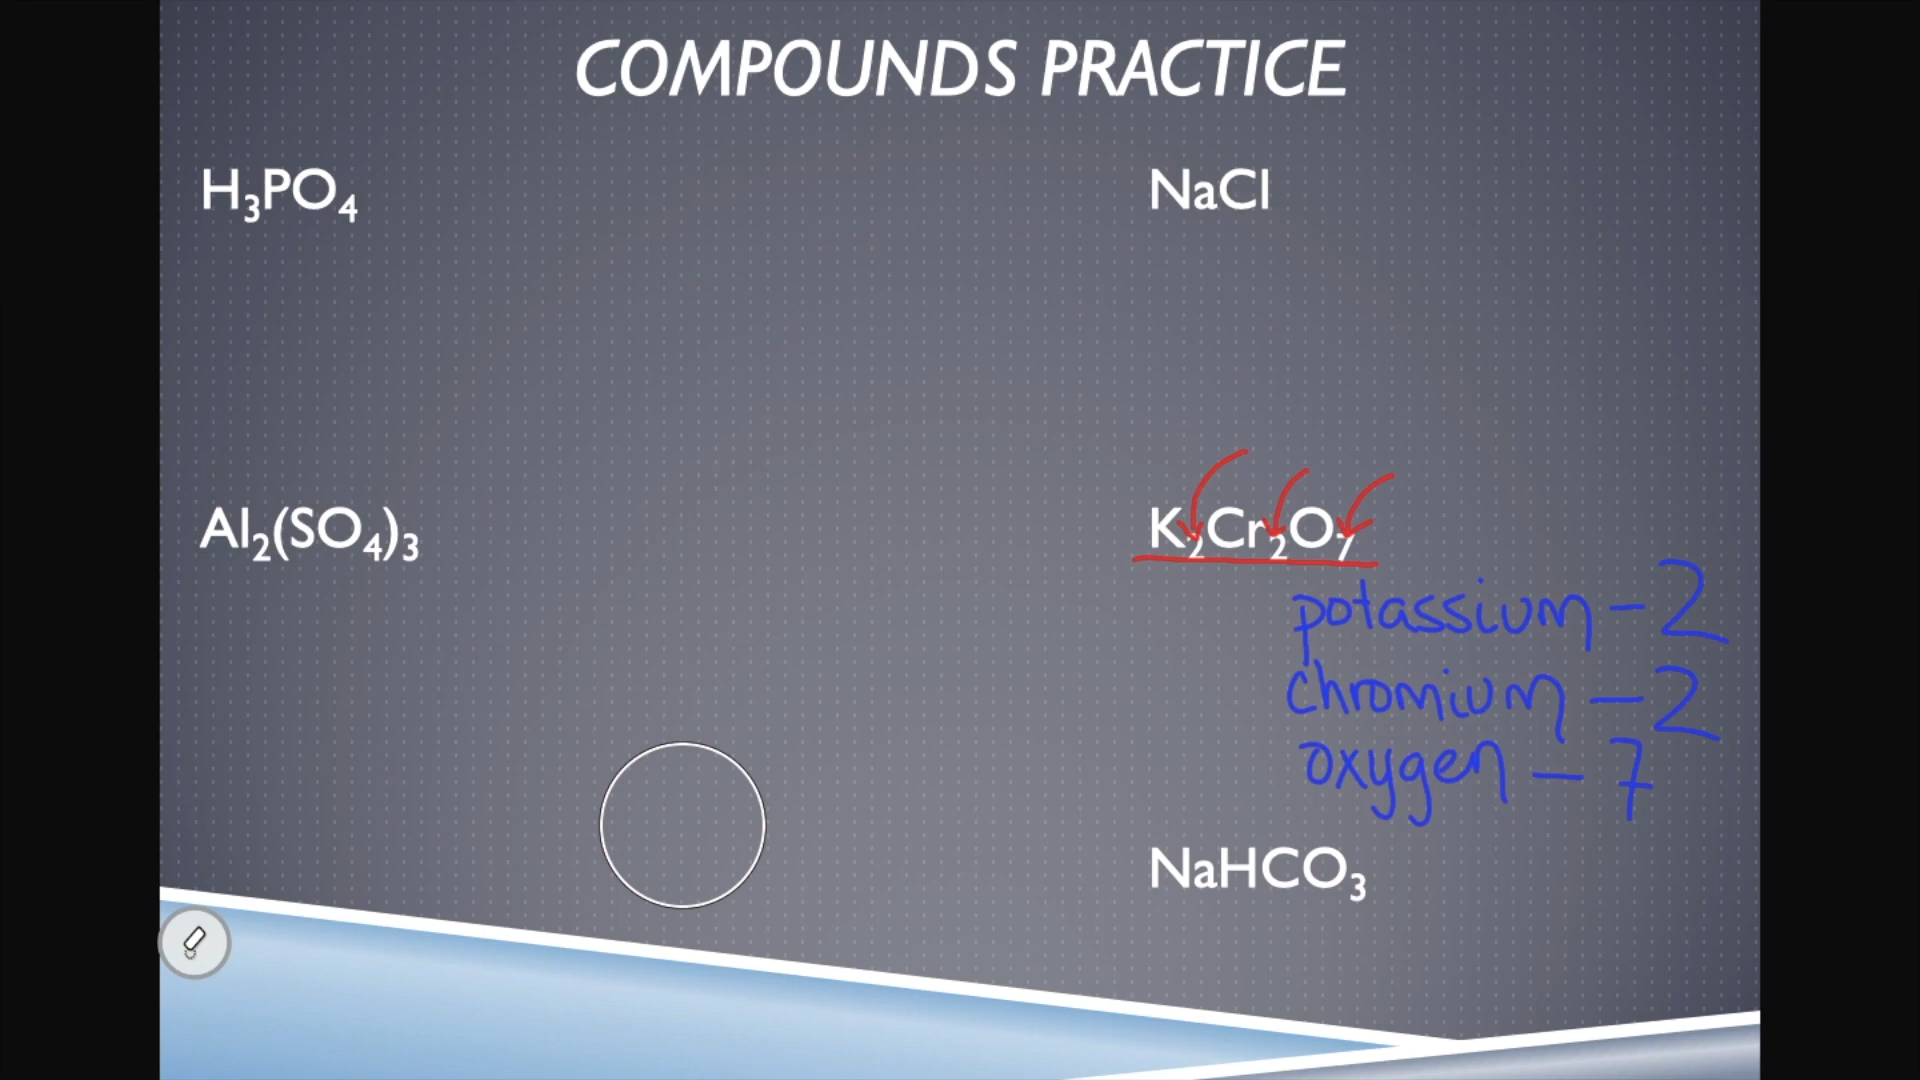 COMPOUNDS PRACTICE
H₃PO₄
NaCl
Al₂(SO₄)₃
K₂Cr₂O₇
potassium - 2
chromium - 2
oxygen - 7
NaHCO₃